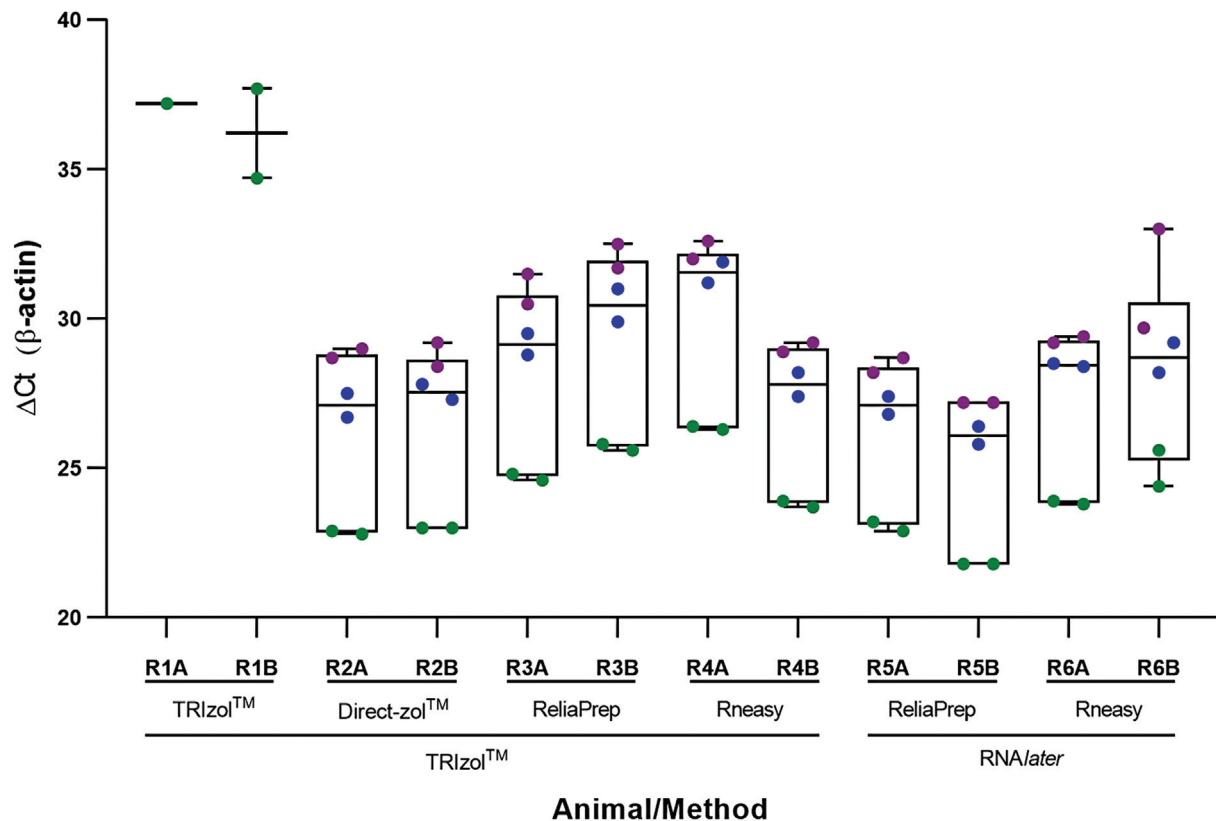 40
35
30
25
20
ΔCt (β-actin)
R1A R1B R2A R2B R3A R3B R4A R4B R5A R5B R6A R6B
TRIzol™ Direct-zol™ ReliaPrep Rneasy ReliaPrep Rneasy
TRIzol™ RNAlater
Animal/Method